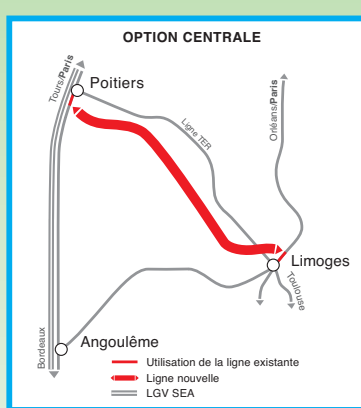 OPTION CENTRALE
Tours/Paris
Poitiers
Ligne TER
Orléans/Paris
Limoges
Toulouse
Bordeaux
Angoulême
Utilisation de la ligne existante
Ligne nouvelle
LGV SEA